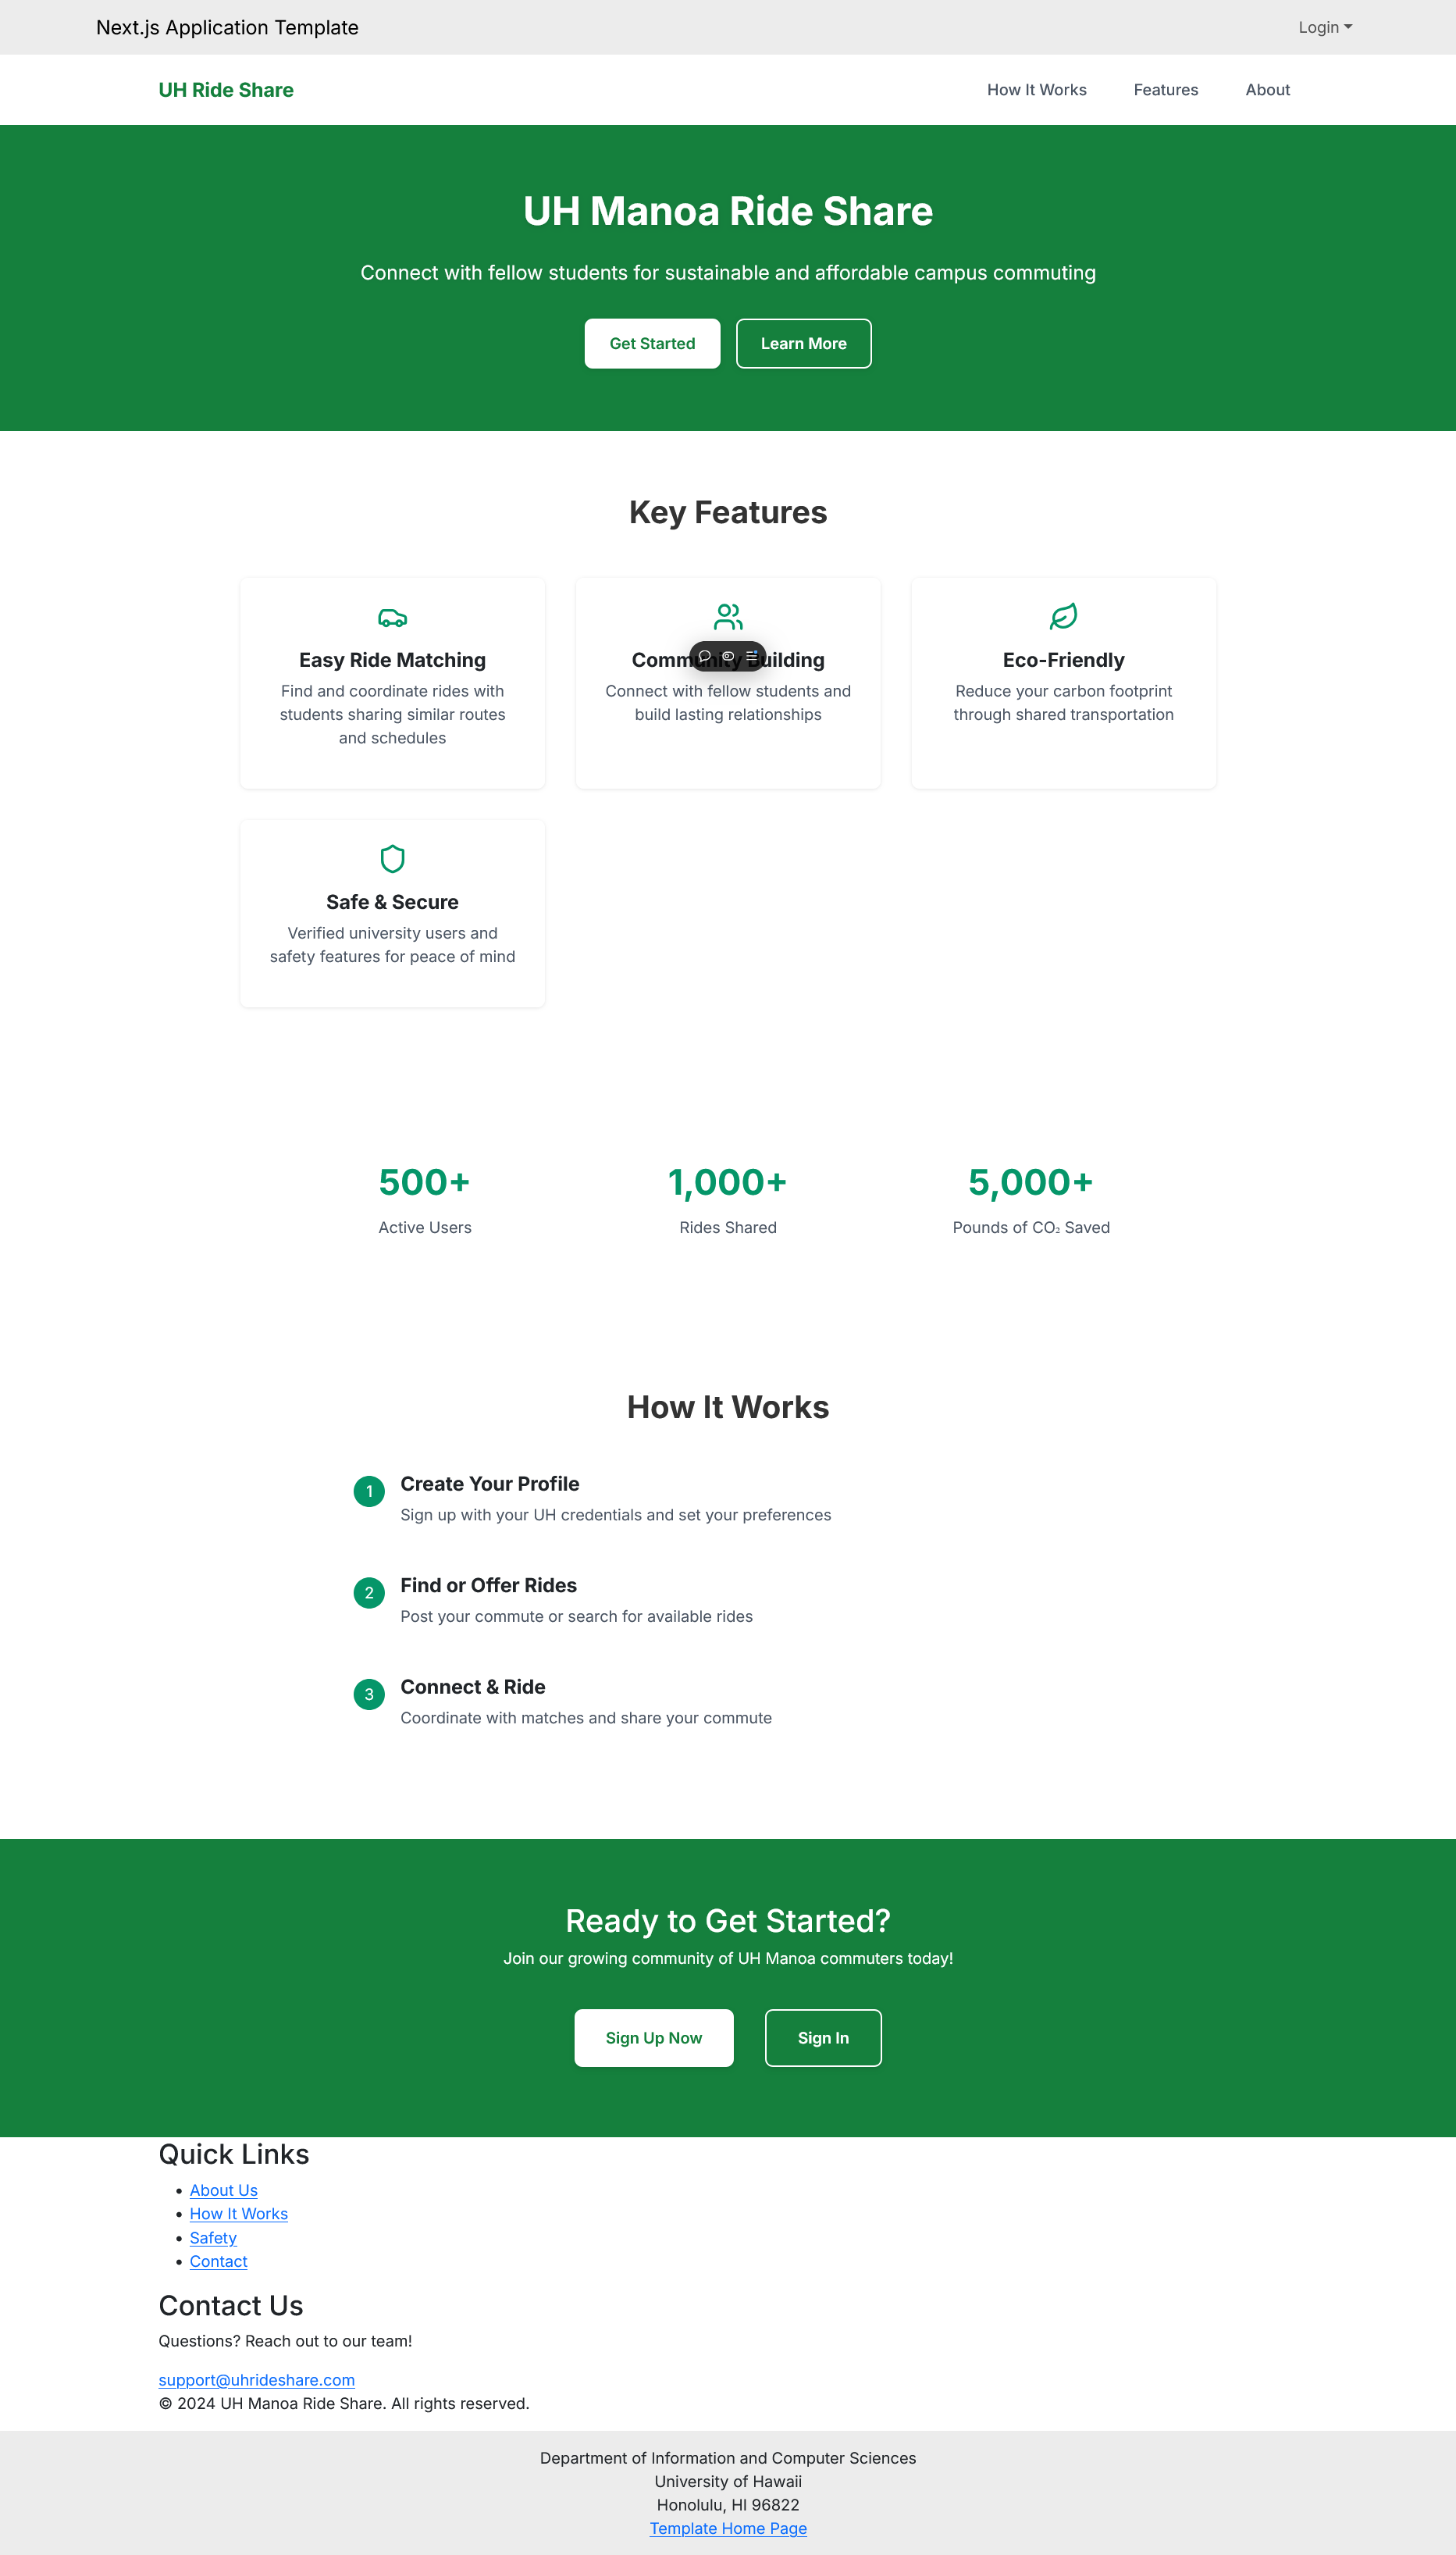 Next.js Application Template
Login
UH Ride Share
How It Works
Features
About
UH Manoa Ride Share
Connect with fellow students for sustainable and affordable campus commuting
Get Started
Learn More
Key Features
Easy Ride Matching
Find and coordinate rides with
students sharing similar routes
and schedules
Community Building
Connect with fellow students and
build lasting relationships
Eco-Friendly
Reduce your carbon footprint
through shared transportation
Safe & Secure
Verified university users and
safety features for peace of mind
500+
Active Users
1,000+
Rides Shared
5,000+
Pounds of CO₂ Saved
How It Works
1
Create Your Profile
Sign up with your UH credentials and set your preferences
2
Find or Offer Rides
Post your commute or search for available rides
3
Connect & Ride
Coordinate with matches and share your commute
Ready to Get Started?
Join our growing community of UH Manoa commuters today!
Sign Up Now
Sign In
Quick Links
• About Us
• How It Works
• Safety
• Contact
Contact Us
Questions? Reach out to our team!
support@uhrideshare.com
© 2024 UH Manoa Ride Share. All rights reserved.
Department of Information and Computer Sciences
University of Hawaii
Honolulu, HI 96822
Template Home Page